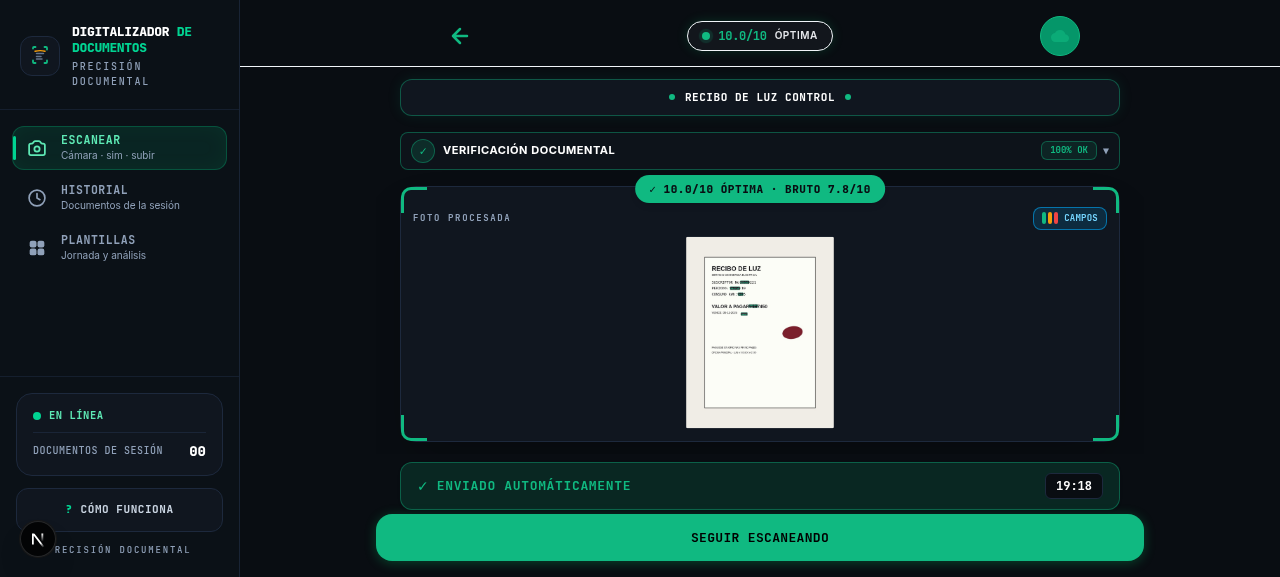 DIGITALIZADOR DE
DOCUMENTOS
PRECISIÓN
DOCUMENTAL
ESCANEAR
Cámara · sim · subir
HISTORIAL
Documentos de la sesión
PLANTILLAS
Jornada y análisis
EN LÍNEA
DOCUMENTOS DE SESIÓN 00
? CÓMO FUNCIONA
N
RECISIÓN DOCUMENTAL
10.0/10 ÓPTIMA
RECIBO DE LUZ CONTROL
✓ VERIFICACIÓN DOCUMENTAL 100% OK ▼
✓ 10.0/10 ÓPTIMA · BRUTO 7.8/10
FOTO PROCESADA CAMPOS
RECIBO DE LUZ
VALOR A PAGAR
✓ ENVIADO AUTOMÁTICAMENTE 19:18
SEGUIR ESCANEANDO